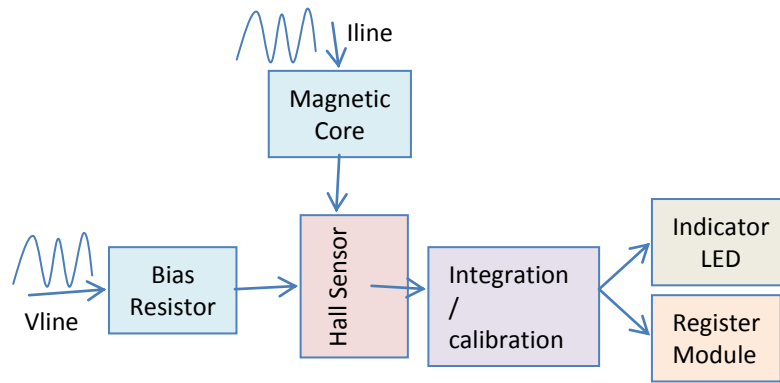 Iline
Magnetic
Core
Vline
Bias
Resistor
Hall Sensor
Integration
/
calibration
Indicator
LED
Register
Module